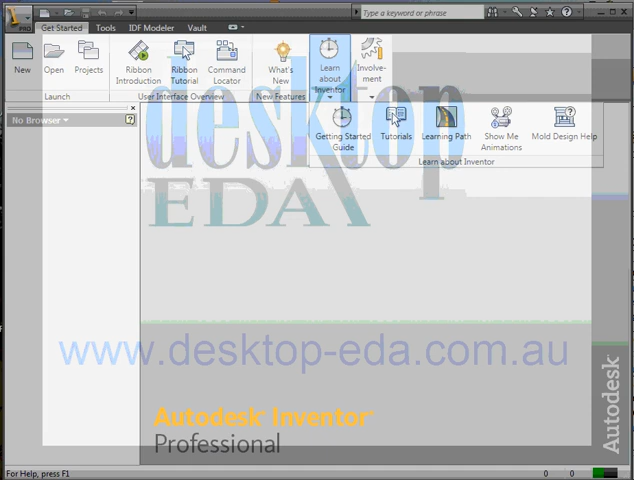 Type a keyword or phrase
PRO
Get Started Tools IDF Modeler Vault
New Open Projects Ribbon Introduction Ribbon Tutorial Command Locator What's New Learn about Inventor Involve-ment
Launch User Interface Overview New Features
No Browser
Getting Started Guide Tutorials Learning Path Show Me Animations Mold Design Help
Learn about Inventor
desktop
EDA
www.desktop-eda.com.au
Autodesk Inventor
Professional
Autodesk
For Help, press F1 0 0